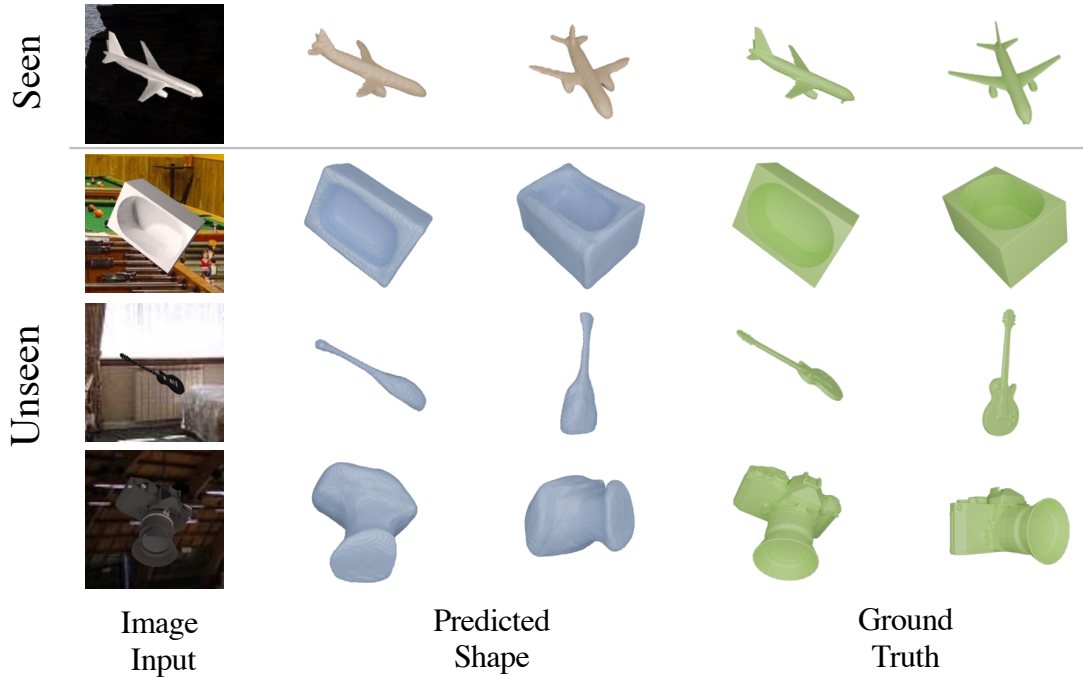 Seen
Unseen
Image
Input
Predicted
Shape
Ground
Truth